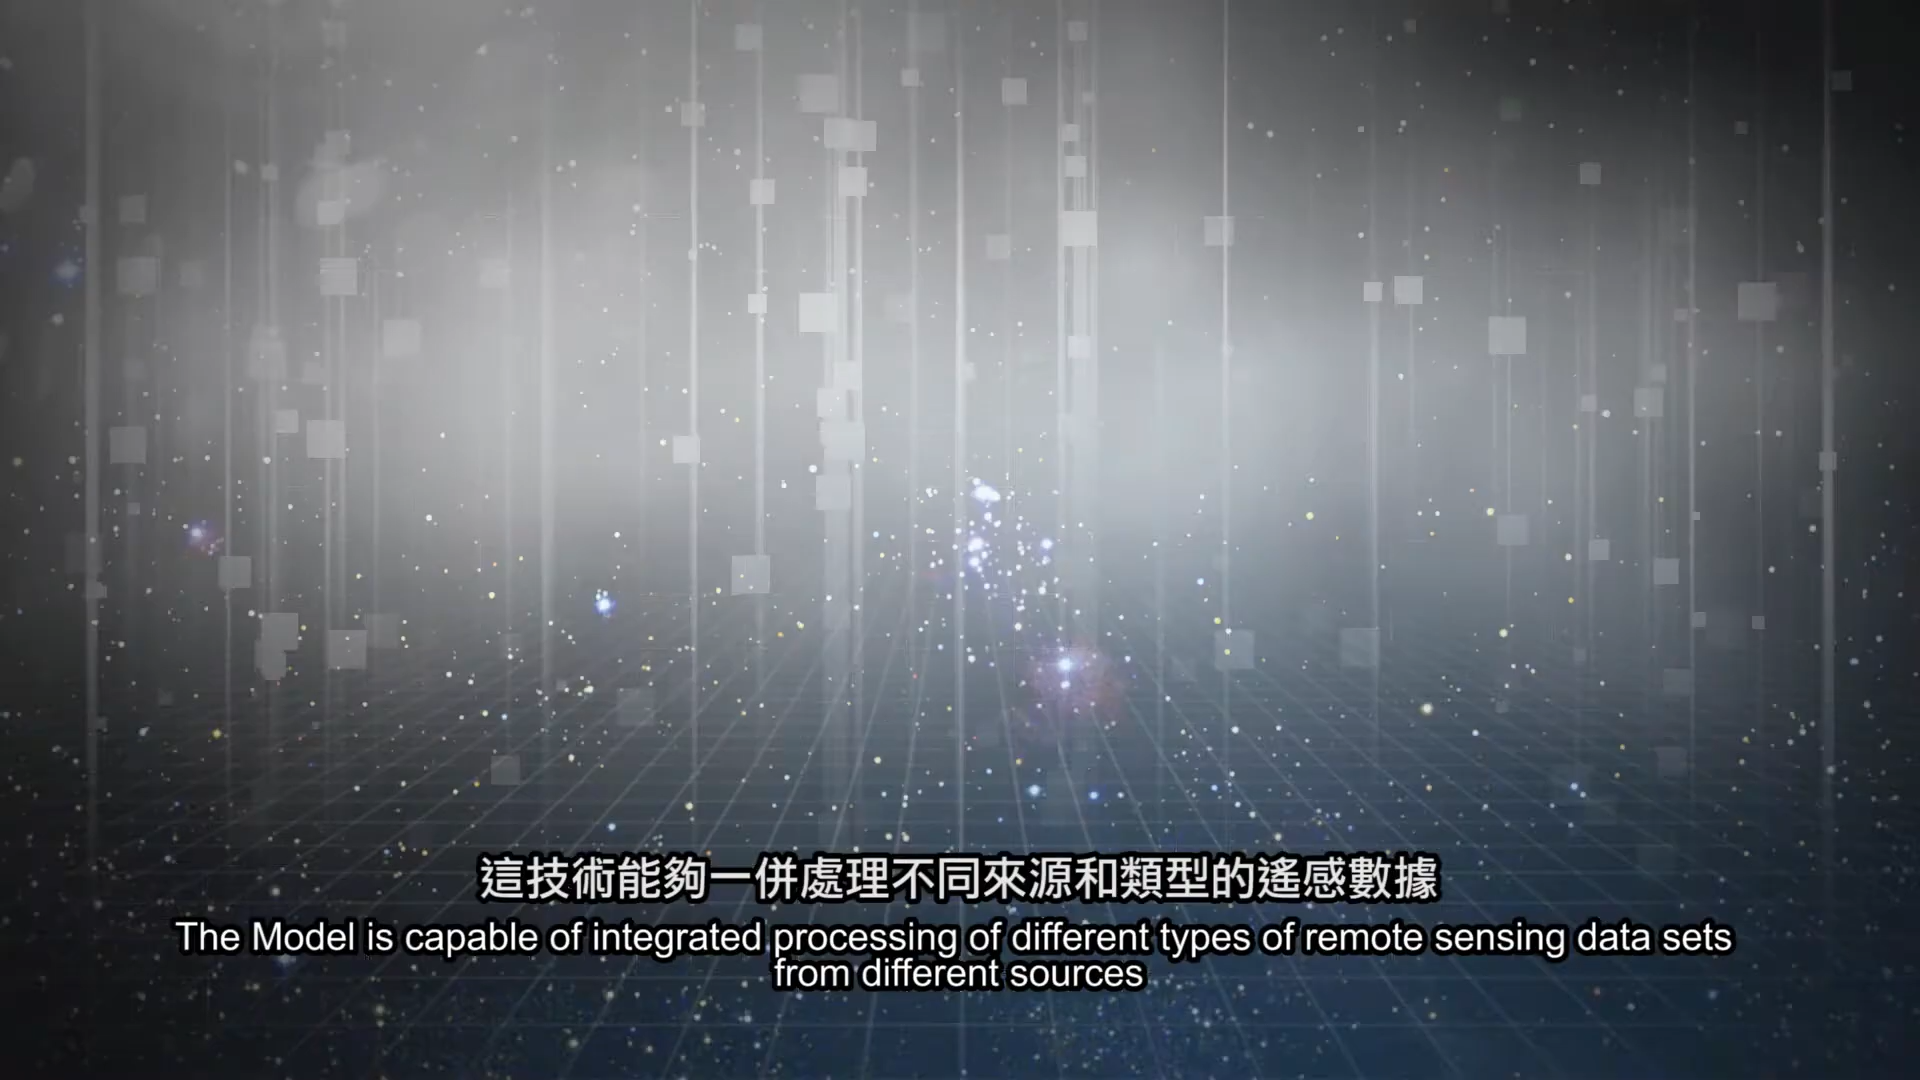 這技術能夠一併處理不同來源和類型的遙感數據
The Model is capable of integrated processing of different types of remote sensing data sets
from different sources